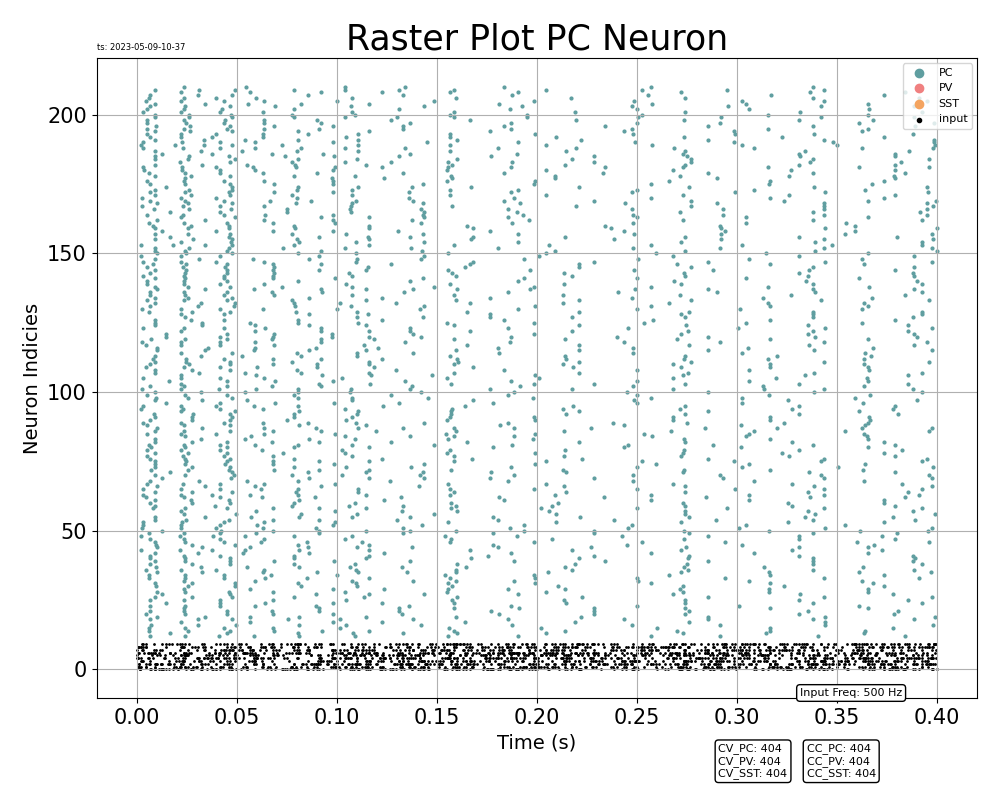 Raster Plot PC Neuron
ts: 2023-05-09-10-37
PC
PV
SST
input
200
150
100
50
0
Neuron Indicies
Input Freq: 500 Hz
0.00 0.05 0.10 0.15 0.20 0.25 0.30 0.35 0.40
Time (s)
CV_PC: 404
CV_PV: 404
CV_SST: 404
CC_PC: 404
CC_PV: 404
CC_SST: 404